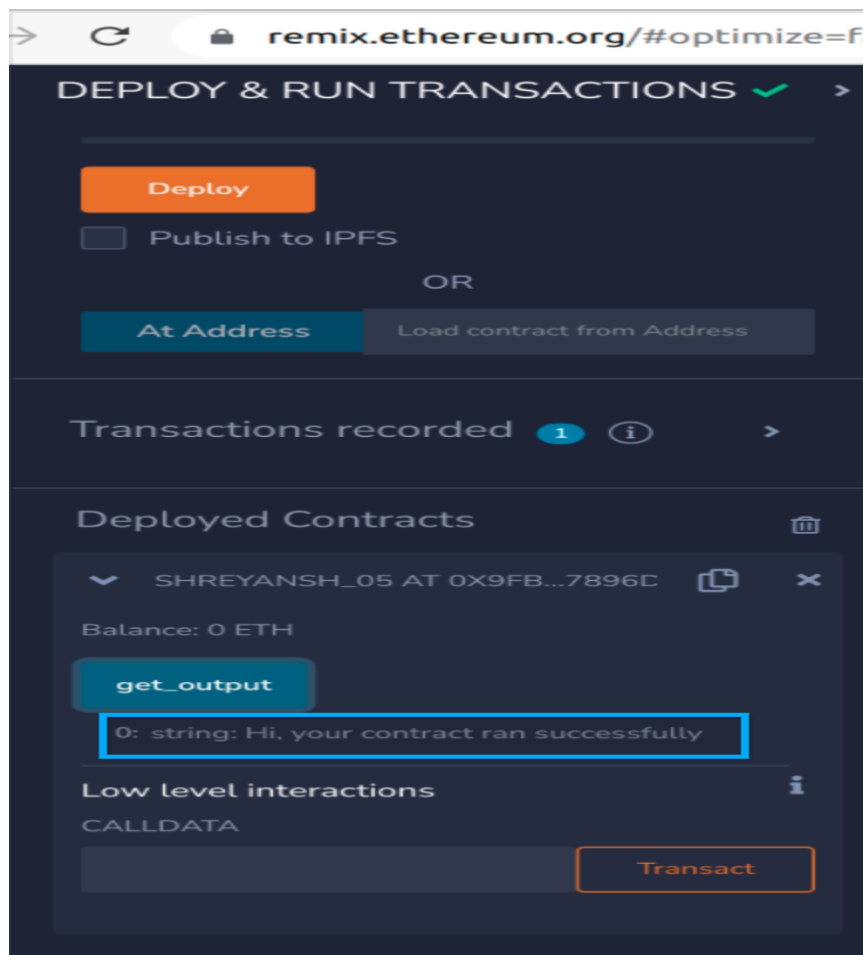 remix.ethereum.org/#optimize=f
DEPLOY & RUN TRANSACTIONS
Deploy
Publish to IPFS
OR
At Address Load contract from Address
Transactions recorded 1 i
Deployed Contracts
SHREYANSH_05 AT 0X9FB...7896D
Balance: 0 ETH
get_output
0: string: Hi, your contract ran successfully
Low level interactions i
CALLDATA
Transact